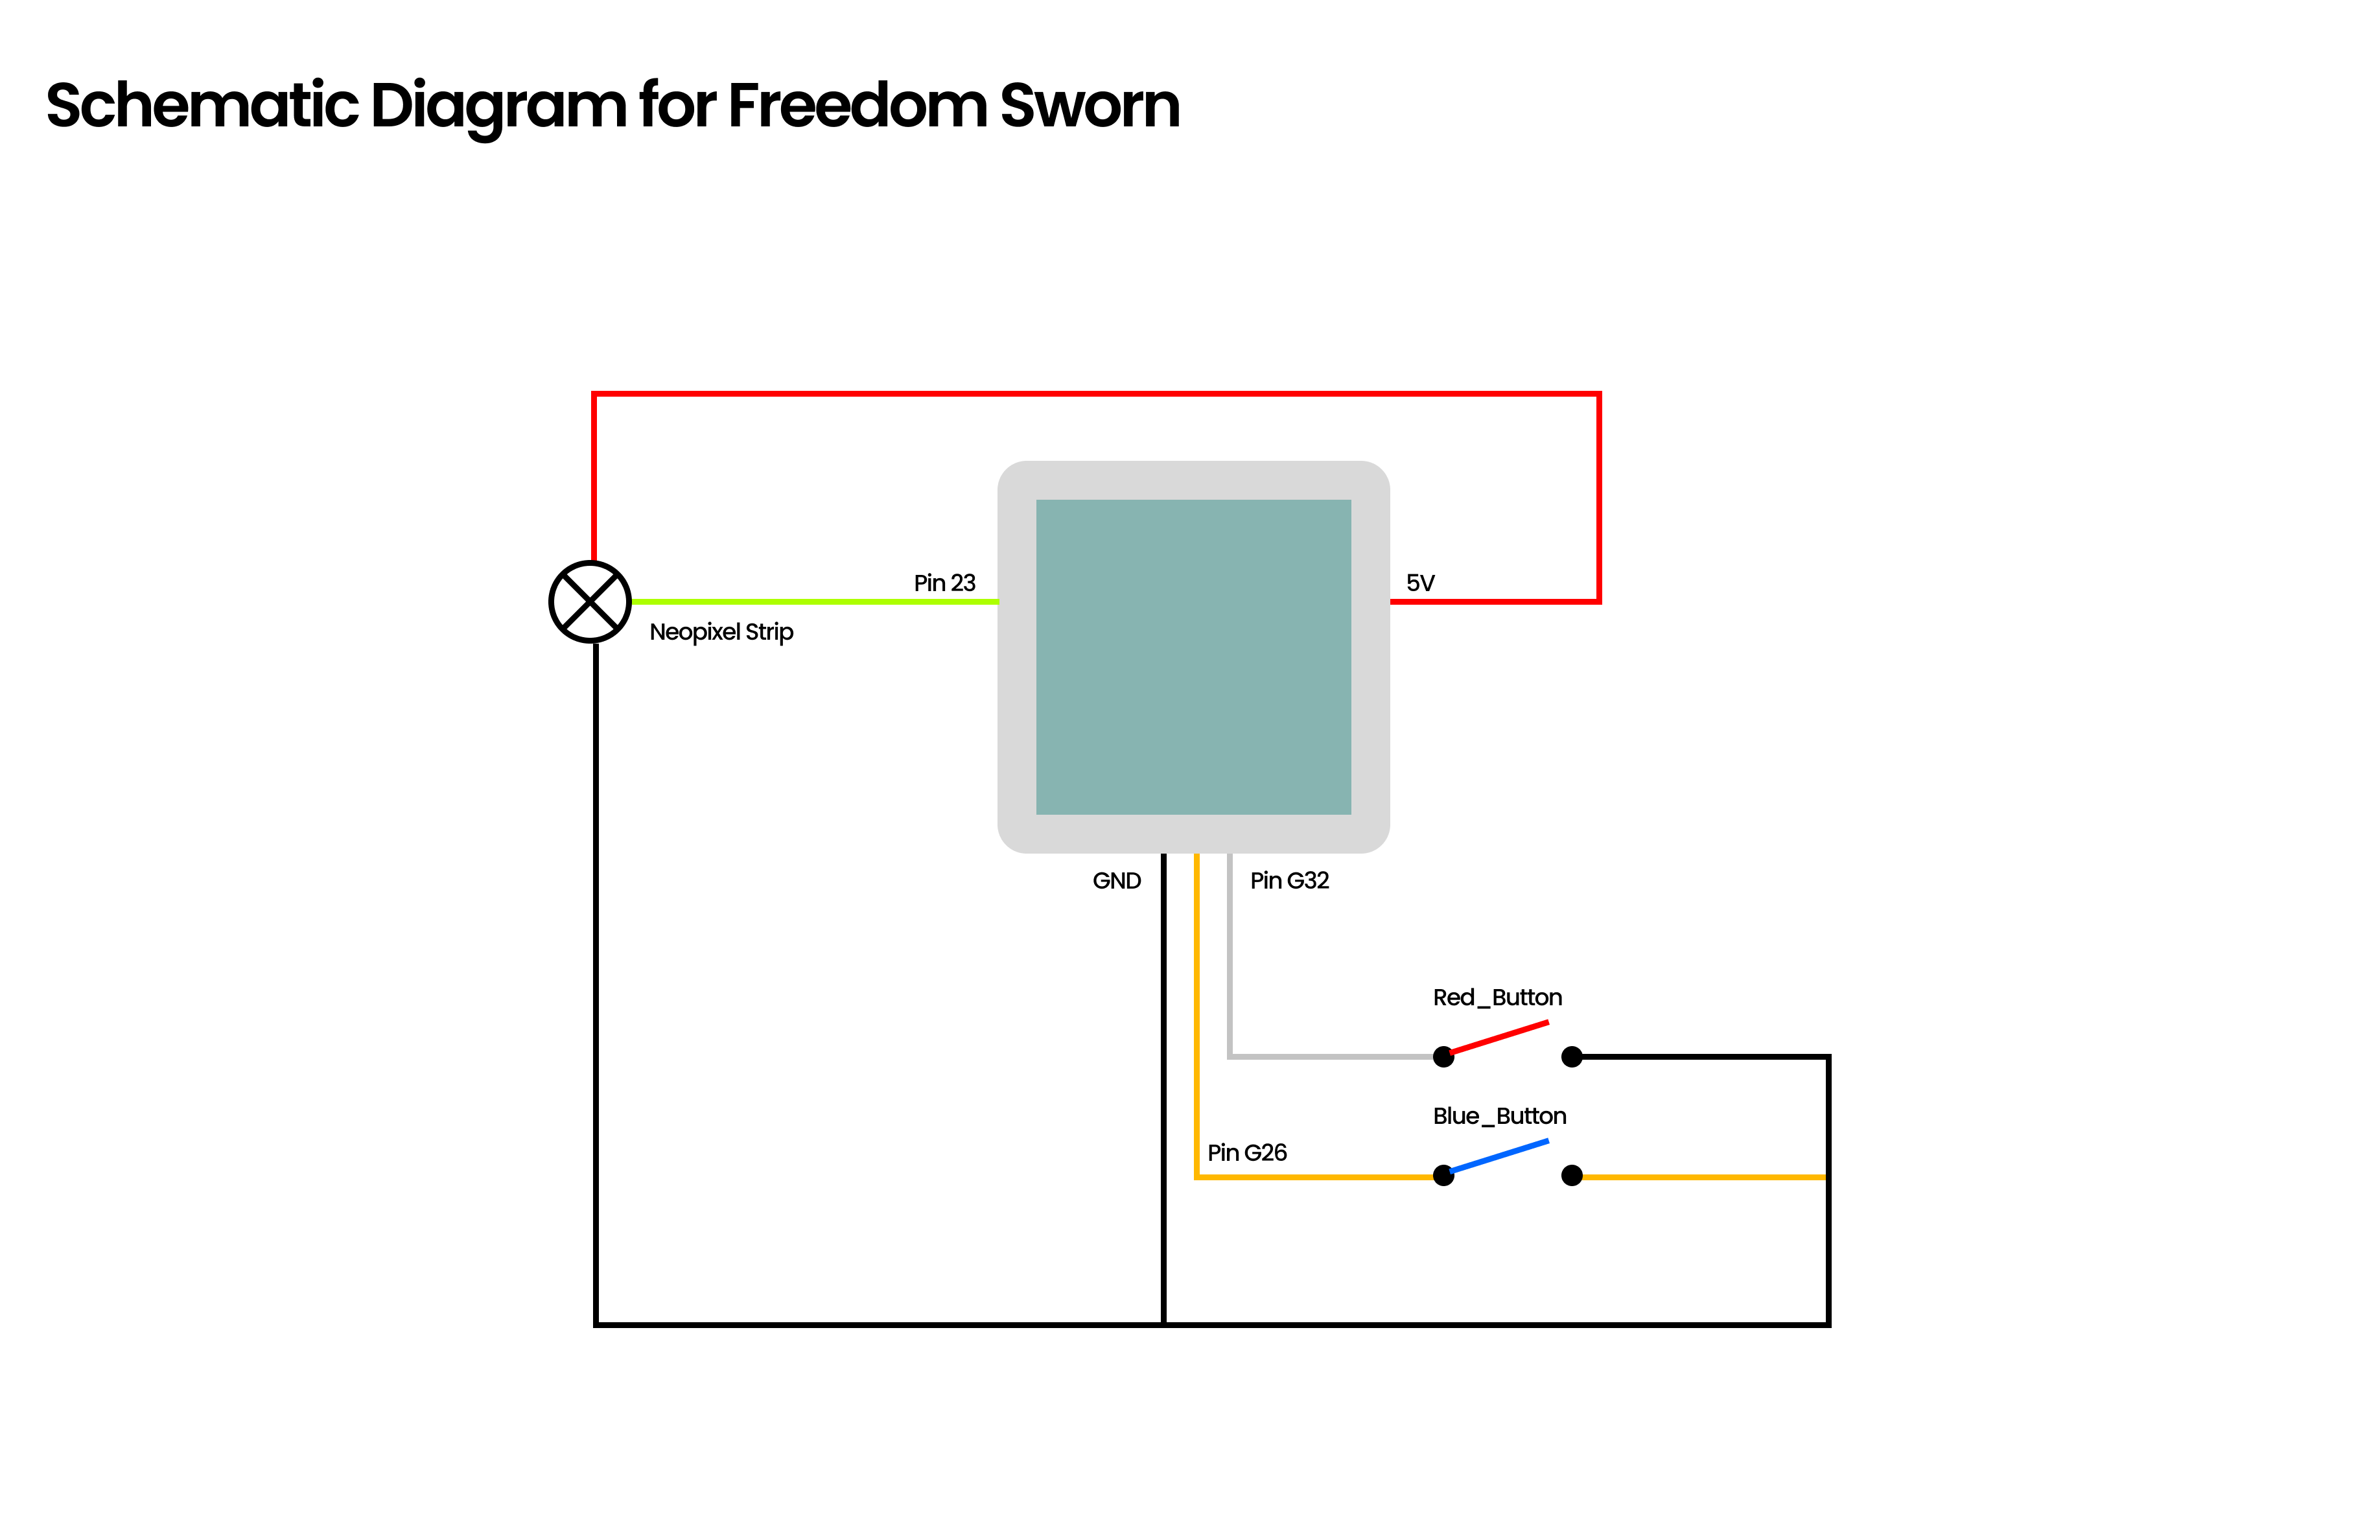 Schematic Diagram for Freedom Sworn
Pin 23
5V
Neopixel Strip
GND
Pin G32
Red_Button
Blue_Button
Pin G26